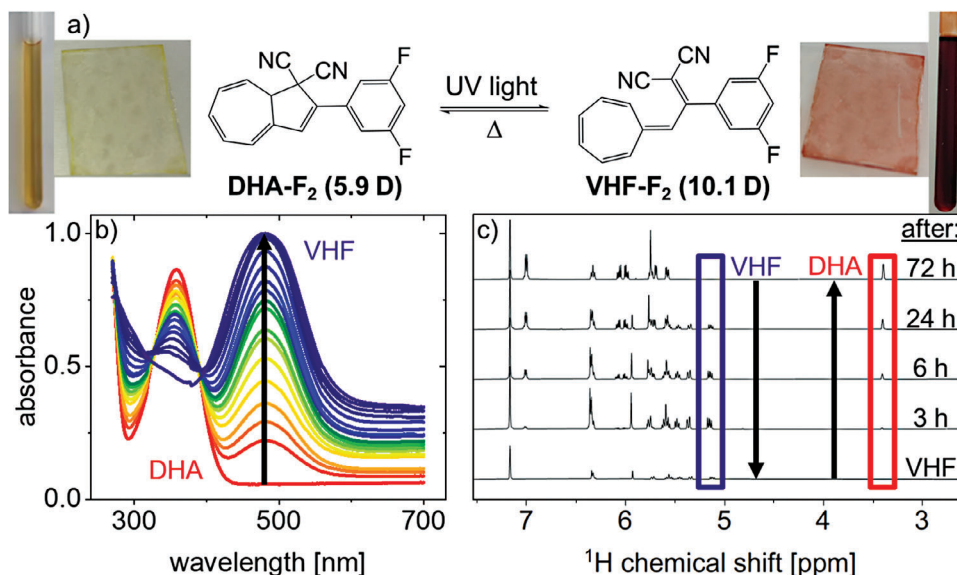 a)
NC
CN
F
F
DHA-F₂ (5.9 D)
UV light
Δ
NC
CN
F
F
VHF-F₂ (10.1 D)
b)
VHF
DHA
1.0
0.5
0.0
absorbance
300
500
700
wavelength [nm]
c)
VHF
DHA
after:
72 h
24 h
6 h
3 h
VHF
7
6
5
4
3
¹H chemical shift [ppm]